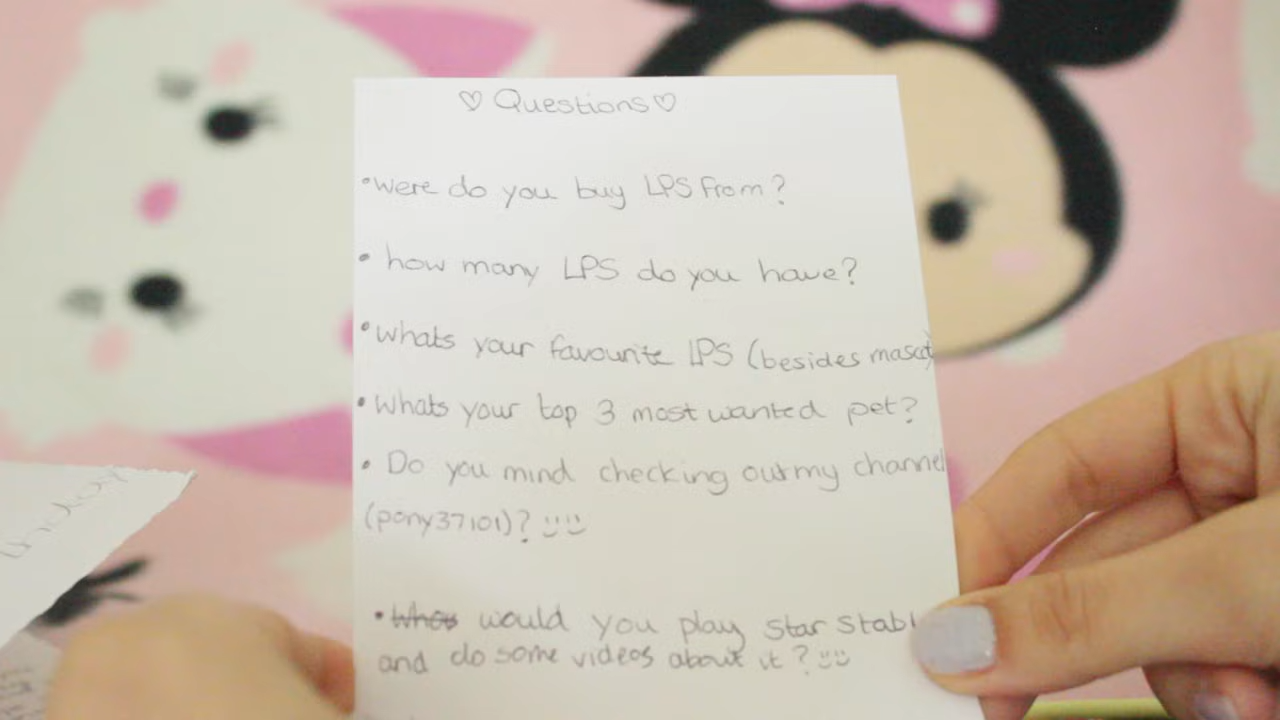 ♡ Questions ♡
•Were do you buy LPS from?
• how many LPS do you have?
•Whats your favourite LPS (besides mascot)
• Whats your top 3 most wanted pet?
• Do you mind checking out my channel
(pony37101)? :) :)
• would you play Star Stabl
and do some videos about it? :) :)